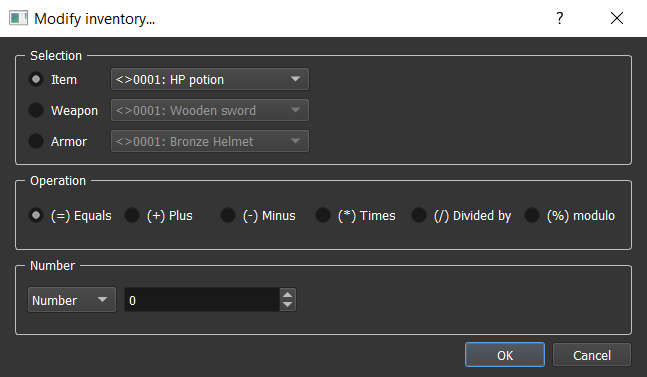 Modify inventory...
?
Selection
Item <>0001: HP potion
Weapon <>0001: Wooden sword
Armor <>0001: Bronze Helmet
Operation
(=) Equals (+) Plus (-) Minus (*) Times (/) Divided by (%) modulo
Number
Number 0
OK Cancel